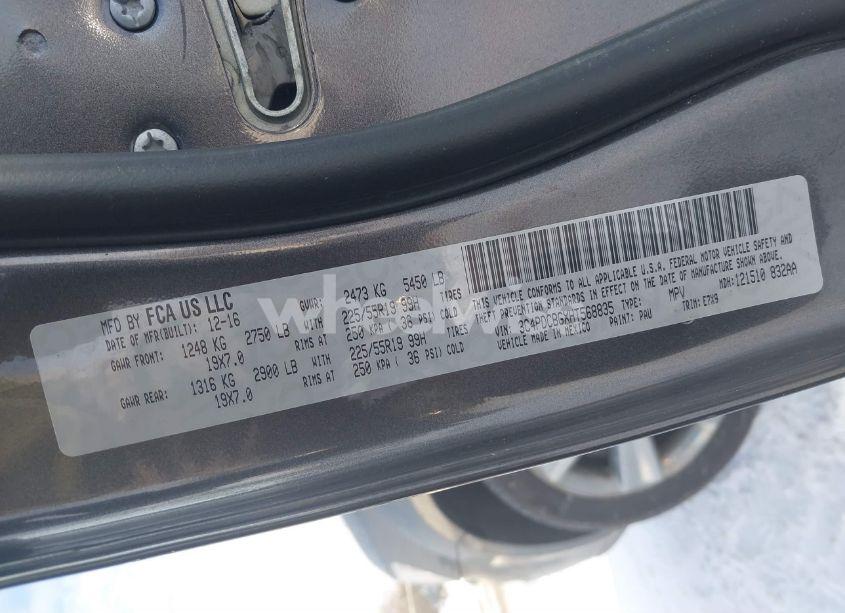 MFD BY FCA US LLC
DATE OF MFR(BUILT): 12-16 GVWR: 2473 KG 5450 LB
GAWR FRONT: 1248 KG 2750 LB WITH 225/55R19 99H TIRES
19X7.0 RIMS AT 250 KPA ( 36 PSI) COLD
GAWR REAR: 1316 KG 2900 LB WITH 225/55R19 99H TIRES
19X7.0 RIMS AT 250 KPA ( 36 PSI) COLD
THIS VEHICLE CONFORMS TO ALL APPLICABLE U.S.A. FEDERAL MOTOR VEHICLE SAFETY AND
THEFT PREVENTION STANDARDS IN EFFECT ON THE DATE OF MANUFACTURE SHOWN ABOVE.
VIN: TYPE: MPV MDH: 121510 832AA
MADE IN MEXICO PAINT: PAU TRIM: E7X9